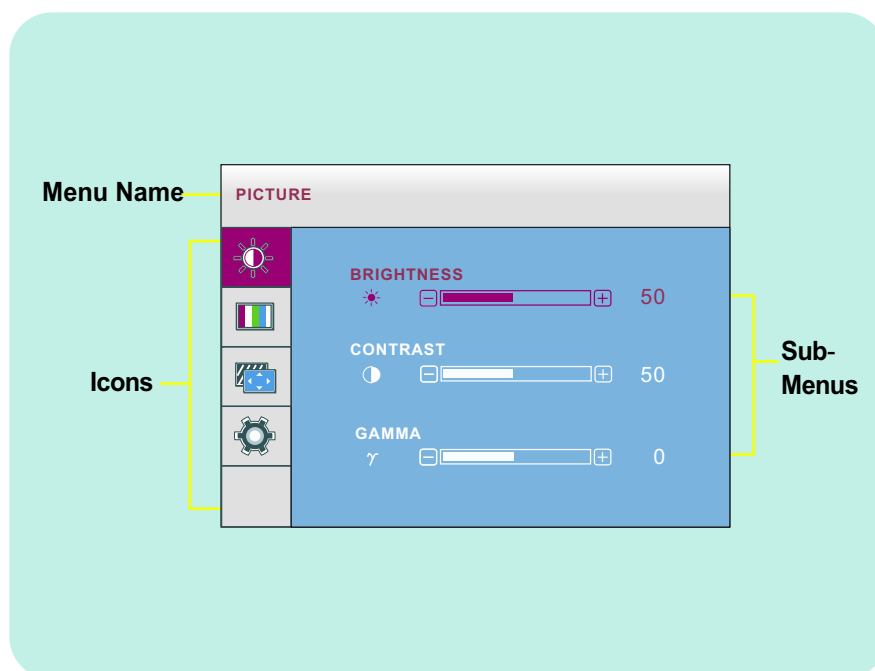 Menu Name
PICTURE
BRIGHTNESS
50
CONTRAST
50
GAMMA
γ
0
Icons
Sub-
Menus